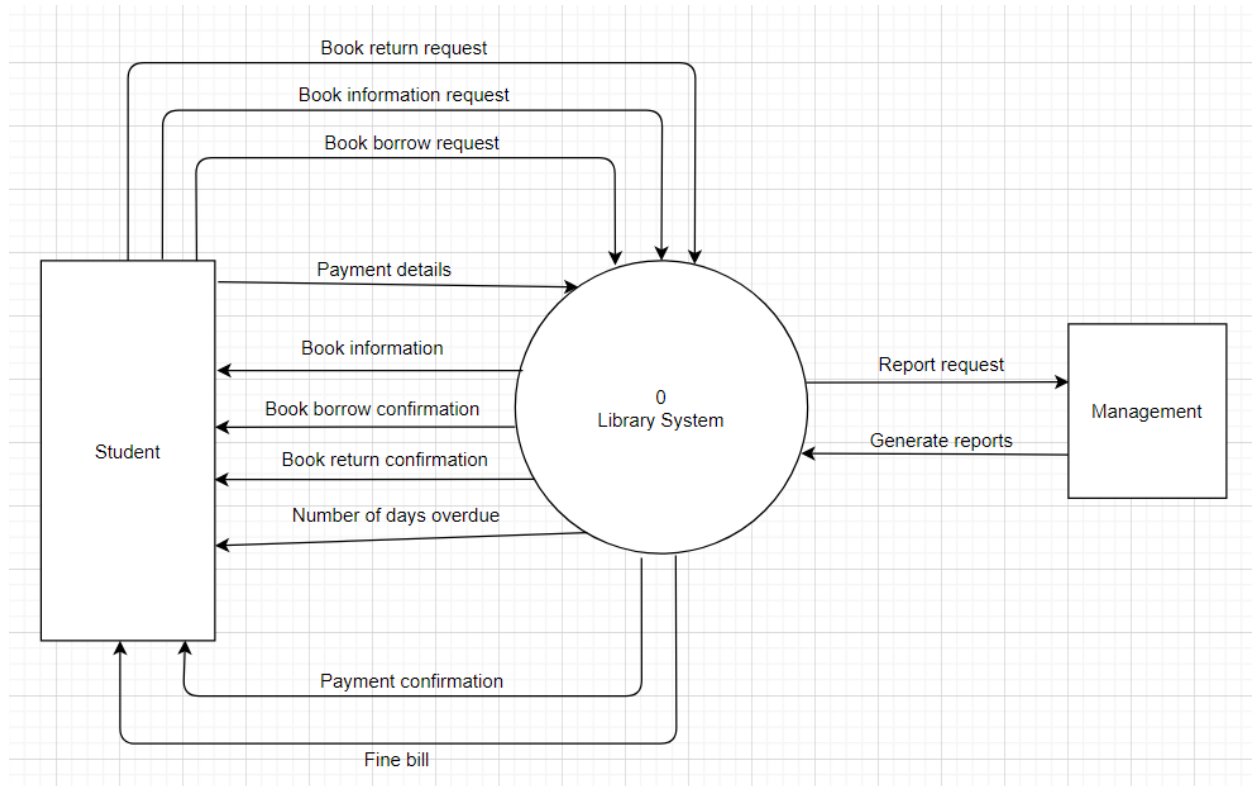 Book return request
Book information request
Book borrow request
Payment details
Book information
Book borrow confirmation
Book return confirmation
Number of days overdue
Student
0
Library System
Report request
Management
Generate reports
Payment confirmation
Fine bill